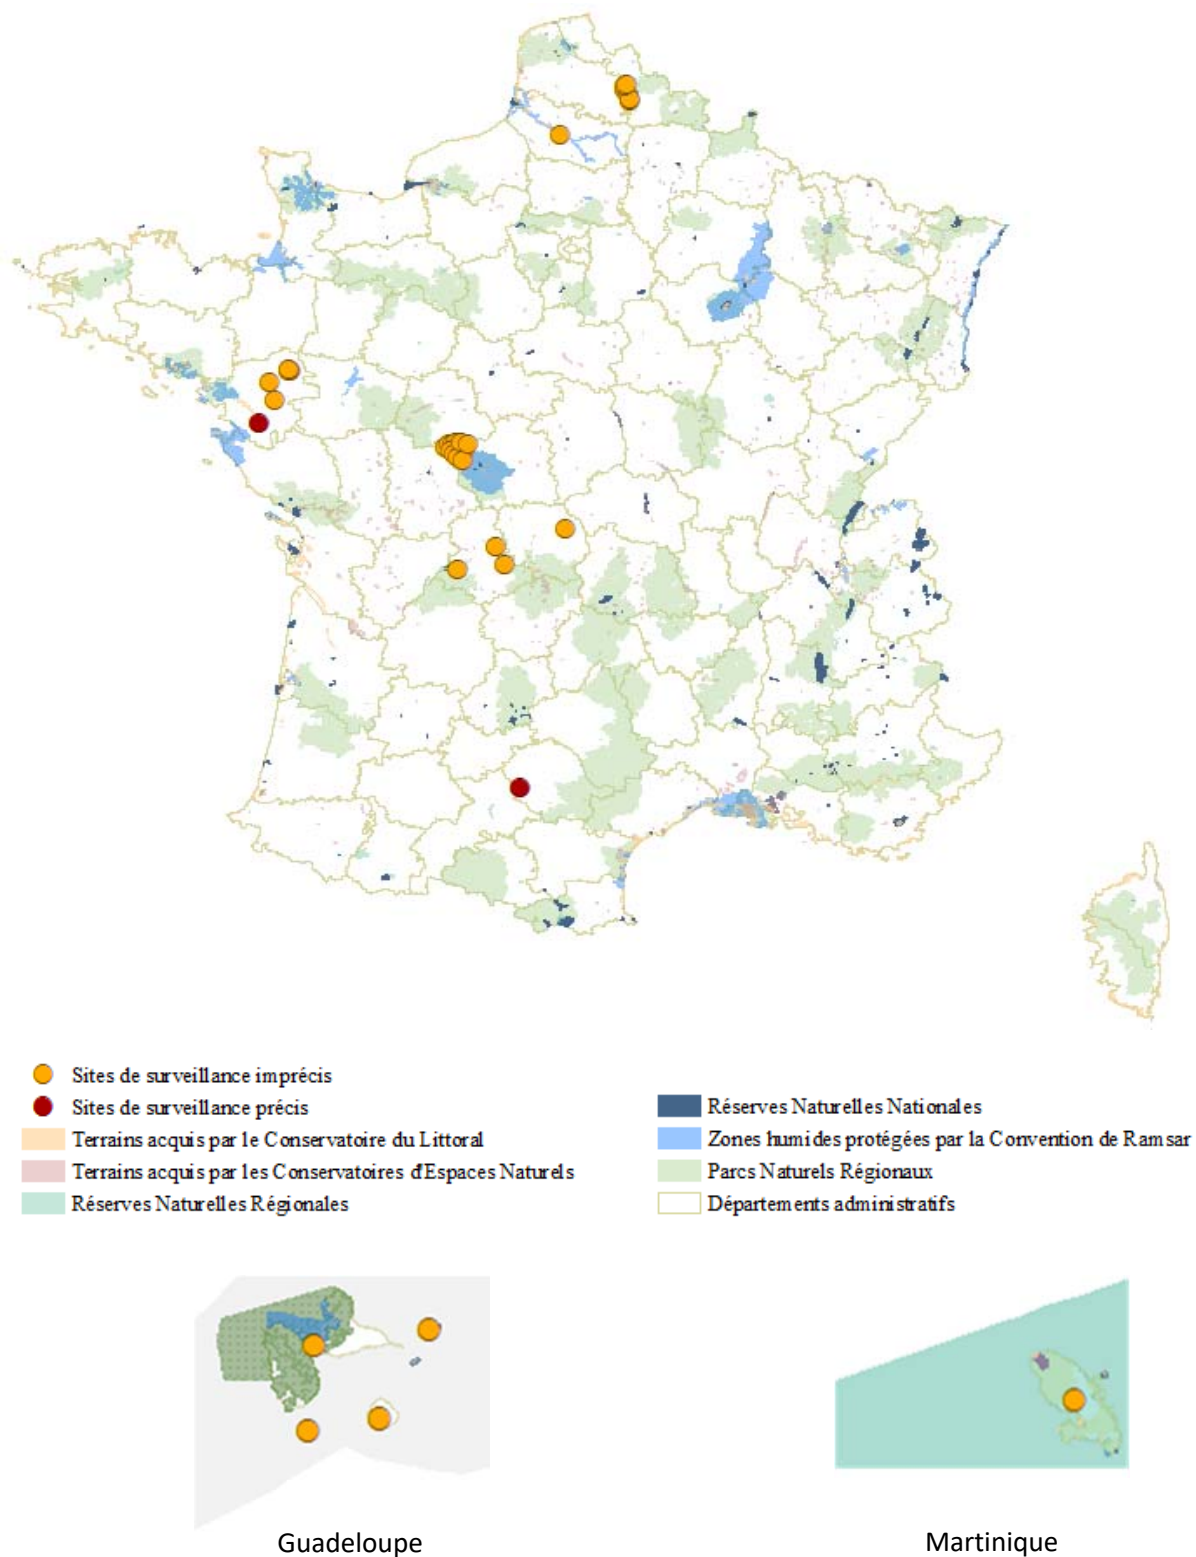 Sites de surveillance imprécis
Sites de surveillance précis
Terrains acquis par le Conservatoire du Littoral
Terrains acquis par les Conservatoires d'Espaces Naturels
Réserves Naturelles Régionales
Réserves Naturelles Nationales
Zones humides protégées par la Convention de Ramsar
Parcs Naturels Régionaux
Départements administratifs
Guadeloupe
Martinique